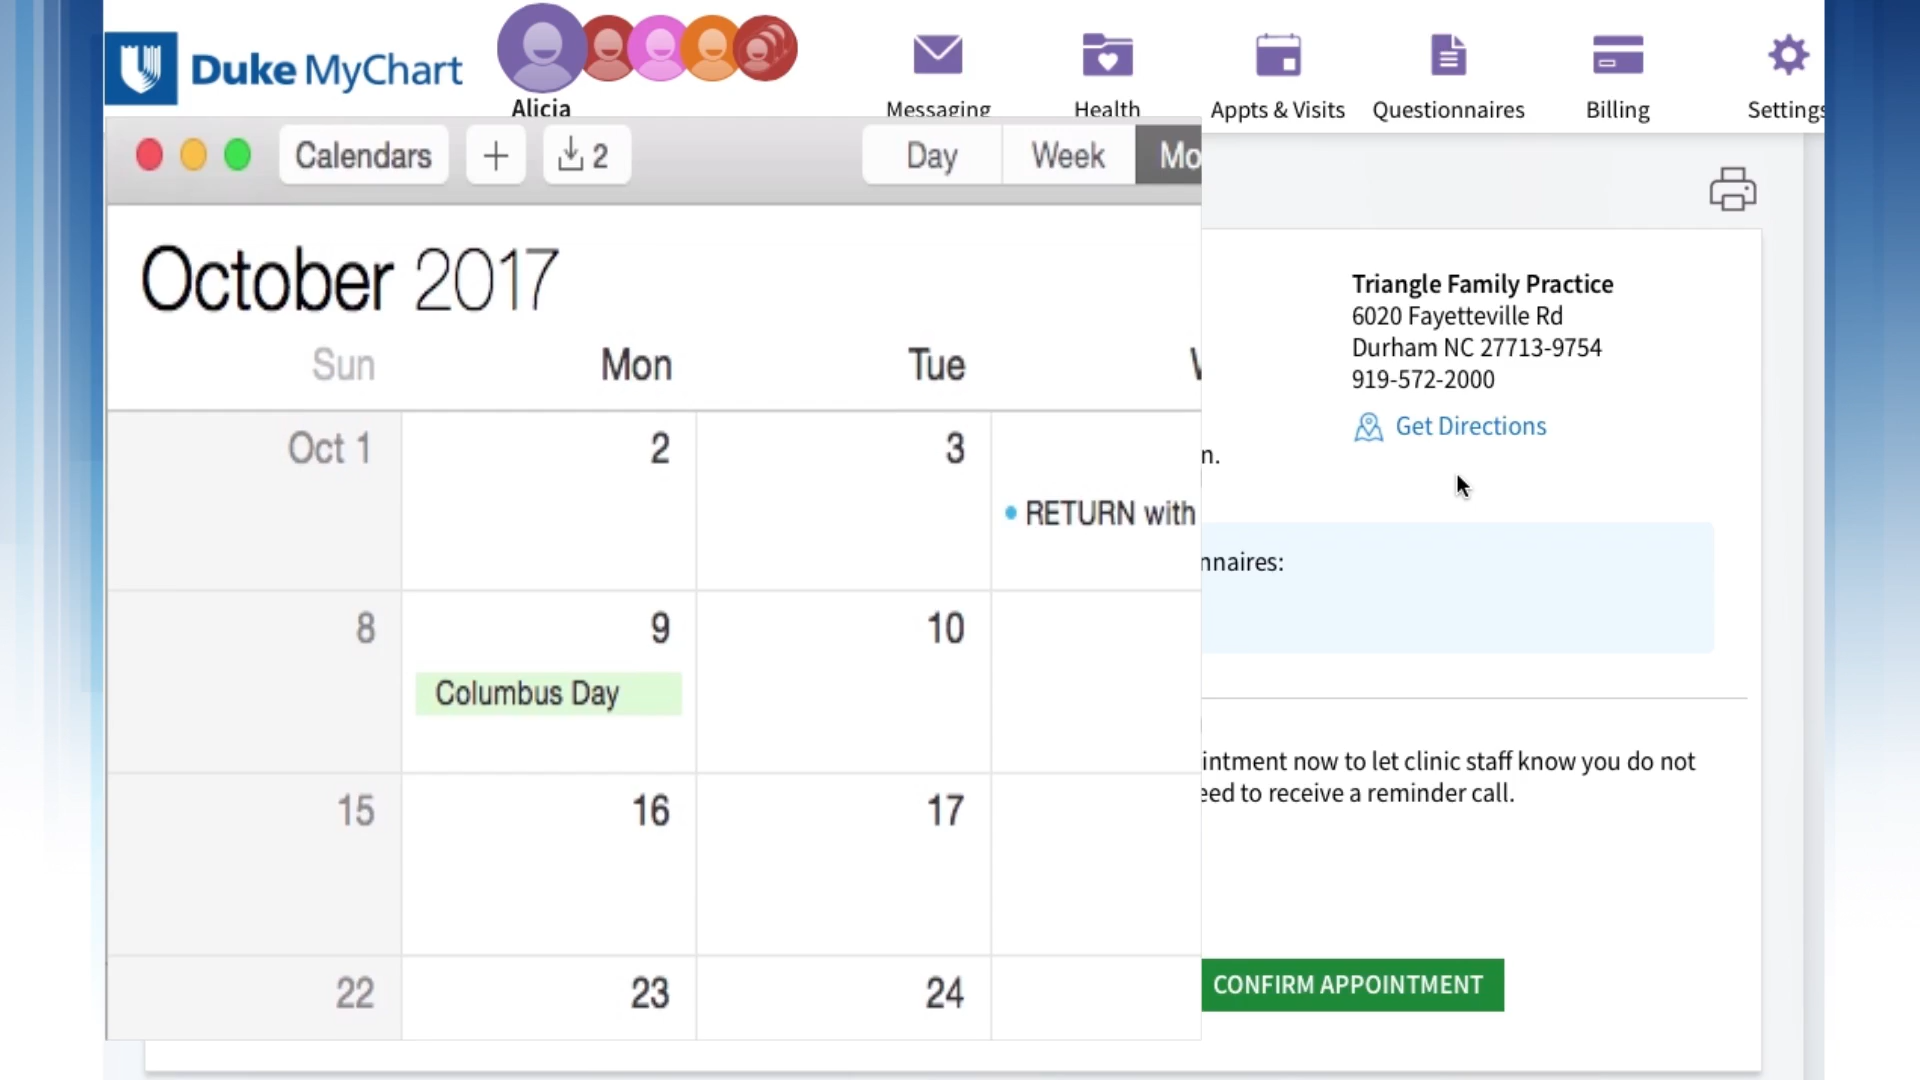 Duke MyChart
Alicia
Messaging
Health
Appts & Visits
Questionnaires
Billing
Settings
Calendars
+
2
Day
Week
Mo
October 2017
Sun
Mon
Tue
Oct 1
2
3
RETURN with
8
9
10
Columbus Day
15
16
17
22
23
24
Triangle Family Practice
6020 Fayetteville Rd
Durham NC 27713-9754
919-572-2000
Get Directions
n.
nnaires:
intment now to let clinic staff know you do not
eed to receive a reminder call.
CONFIRM APPOINTMENT